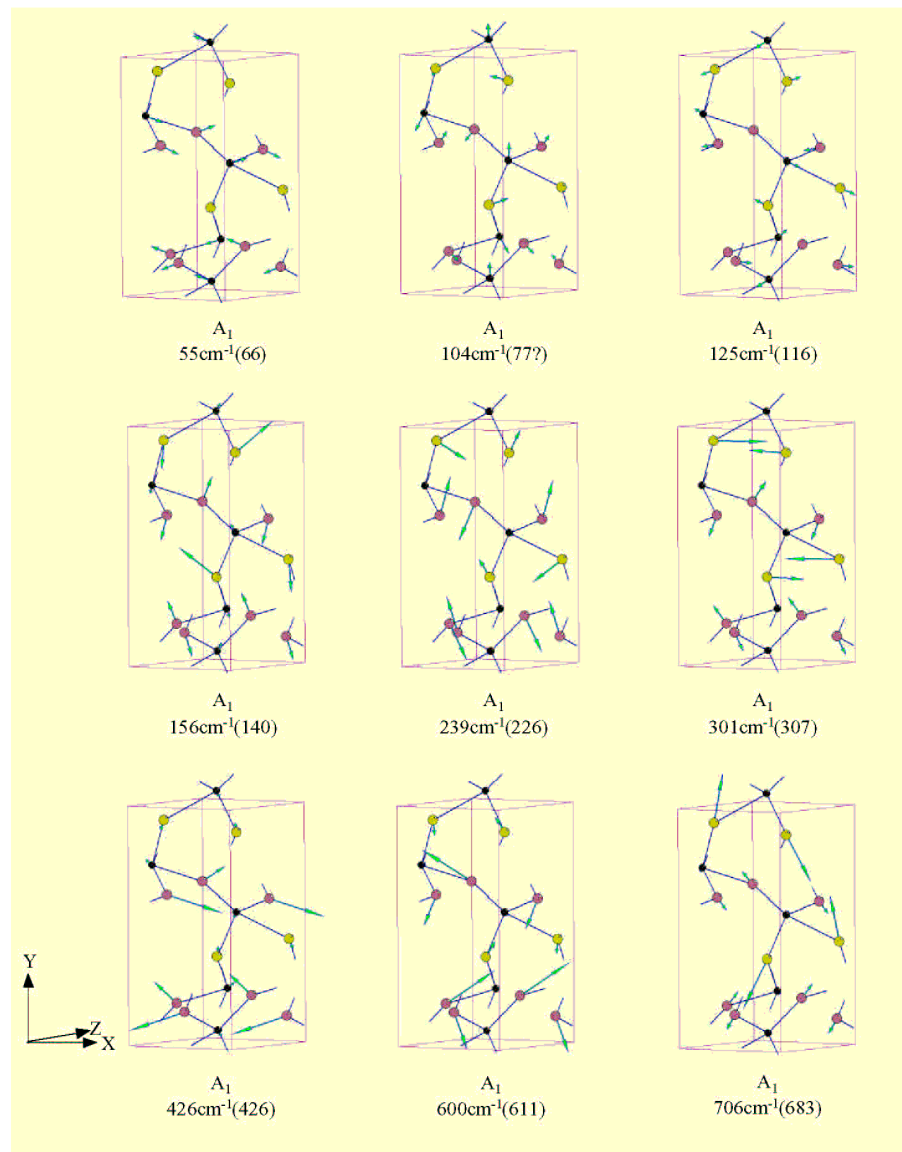 A₁ A₁ A₁
55cm⁻¹(66) 104cm⁻¹(77?) 125cm⁻¹(116)
A₁ A₁ A₁
156cm⁻¹(140) 239cm⁻¹(226) 301cm⁻¹(307)
Y
Z
X
A₁ A₁ A₁
426cm⁻¹(426) 600cm⁻¹(611) 706cm⁻¹(683)